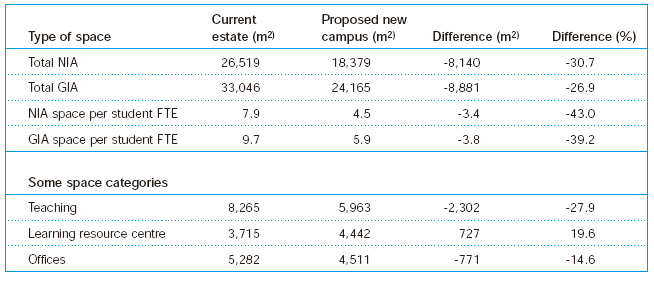 Type of space Current estate (m²) Proposed new campus (m²) Difference (m²) Difference (%)
Total NIA 26,519 18,379 -8,140 -30.7
Total GIA 33,046 24,165 -8,881 -26.9
NIA space per student FTE 7.9 4.5 -3.4 -43.0
GIA space per student FTE 9.7 5.9 -3.8 -39.2
Some space categories
Teaching 8,265 5,963 -2,302 -27.9
Learning resource centre 3,715 4,442 727 19.6
Offices 5,282 4,511 -771 -14.6